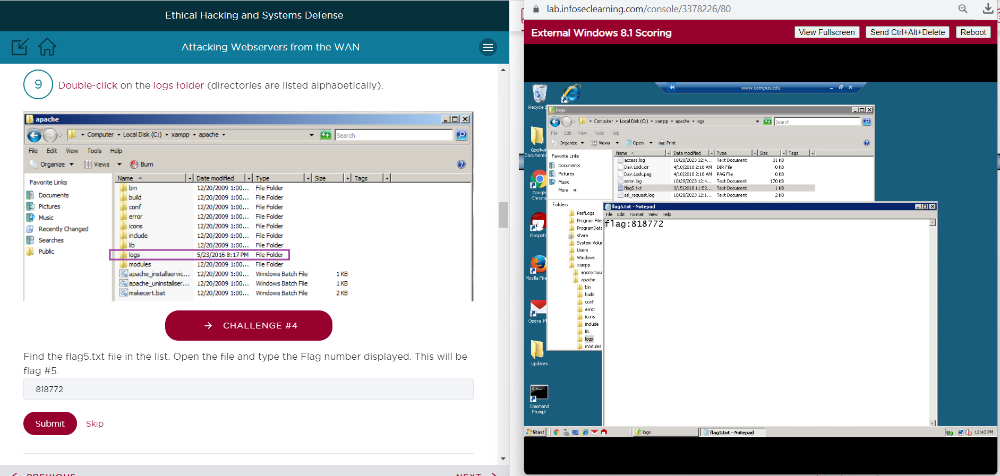 Ethical Hacking and Systems Defense
Attacking Webservers from the WAN
9
Double-click on the logs folder (directories are listed alphabetically).
apache
Computer Local Disk (C:) xampp apache
Search
File Edit View Tools Help
Organize Views Burn
Favorite Links
Documents
Pictures
Music
Recently Changed
Searches
Public
Name Date modified Type Size Tags
bin 12/20/2009 1:00... File Folder
build 12/20/2009 1:00... File Folder
conf 12/20/2009 1:00... File Folder
error 12/20/2009 1:00... File Folder
icons 12/20/2009 1:00... File Folder
include 12/20/2009 1:00... File Folder
lib 12/20/2009 1:00... File Folder
logs 5/23/2016 8:17 PM File Folder
modules 12/20/2009 1:00... File Folder
apache_installservic... 12/20/2009 1:00... Windows Batch File 1 KB
apache_uninstallser... 12/20/2009 1:00... Windows Batch File 1 KB
makecert.bat 12/20/2009 1:00... Windows Batch File 2 KB
→ CHALLENGE #4
Find the flag5.txt file in the list. Open the file and type the Flag number displayed. This will be
flag #5.
818772
Submit Skip
PREVIOUS NEXT
lab.infoseclearning.com/console/3378226/80
External Windows 8.1 Scoring
View Fullscreen Send Ctrl+Alt+Delete Reboot
www.campus.edu
Recycle B
Gpg4wi
Documenta
Google
Chrome
Kleopatr
Mozilla Fire
Opera M
Updates
Command
Prompt
logs
Computer Local Disk (C:) xampp apache logs
Search
File Edit View Tools Help
Organize Views Open Print
Favorite Links
Documents
Pictures
Music
More »
Name Date modified Type Size Tags
access.log 10/28/2023 12:4... Text Document 31 KB
Dav.Lock.dir 4/10/2018 2:18 AM DIR File 0 KB
Dav.Lock.pag 4/10/2018 2:18 AM PAG File 0 KB
error.log 10/28/2023 12:4... Text Document 170 KB
flag5.txt 3/15/2018 11:52... Text Document 1 KB
ssl_request.log 10/28/2023 12:1... Text Document 2 KB
Folders
PerfLogs
Program File
ProgramData
share
System Volur
Users
Windows
xampp
anonymou
apache
bin
build
conf
error
icons
include
lib
logs
modules
flag5.txt - Notepad
File Edit Format View Help
flag:818772
Start
logs
flag5.txt - Notepad
12:43 PM